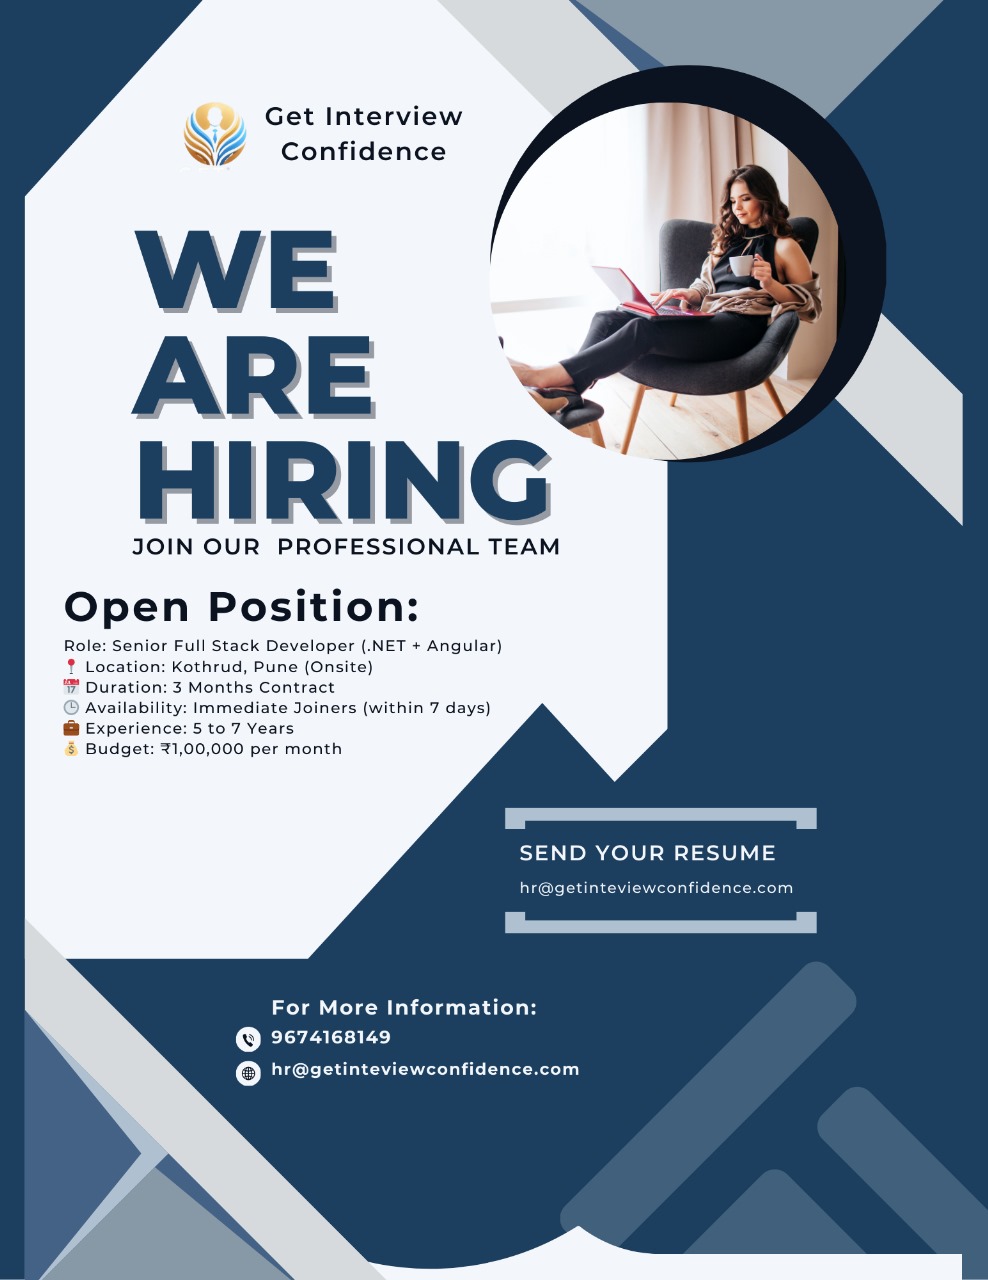 Get Interview
Confidence
WE
ARE
HIRING
JOIN OUR PROFESSIONAL TEAM
Open Position:
Role: Senior Full Stack Developer (.NET + Angular)
📍 Location: Kothrud, Pune (Onsite)
📅 Duration: 3 Months Contract
🕒 Availability: Immediate Joiners (within 7 days)
💼 Experience: 5 to 7 Years
💰 Budget: ₹1,00,000 per month
SEND YOUR RESUME
hr@getinteviewconfidence.com
For More Information:
9674168149
hr@getinteviewconfidence.com